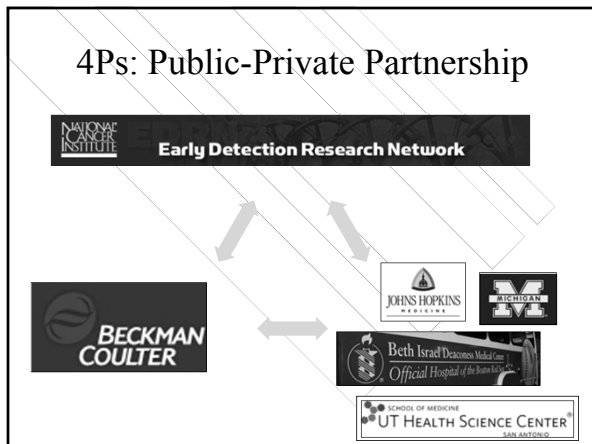 4Ps: Public-Private Partnership
NATIONAL
CANCER
INSTITUTE
Early Detection Research Network
BECKMAN
COULTER
JOHNS HOPKINS
MEDICINE
M
MICHIGAN
Beth Israel Deaconess Medical Center
Official Hospital of the Boston Red Sox
SCHOOL OF MEDICINE
UT HEALTH SCIENCE CENTER®
SAN ANTONIO